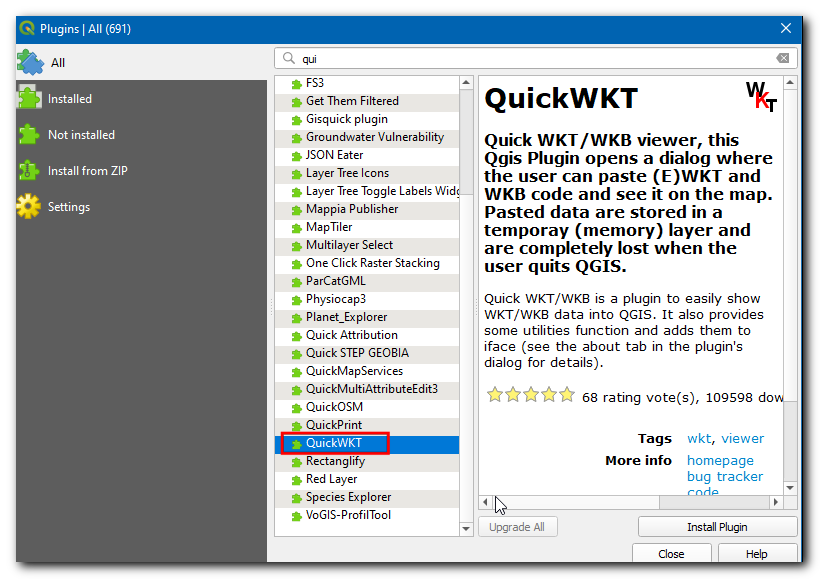 Plugins | All (691)
All
Installed
Not installed
Install from ZIP
Settings
qui
FS3
Get Them Filtered
Gisquick plugin
Groundwater Vulnerability
JSON Eater
Layer Tree Icons
Layer Tree Toggle Labels Widg
Mappia Publisher
MapTiler
Multilayer Select
One Click Raster Stacking
ParCatGML
Physiocap3
Planet_Explorer
Quick Attribution
Quick STEP GEOBIA
QuickMapServices
QuickMultiAttributeEdit3
QuickOSM
QuickPrint
QuickWKT
Rectanglify
Red Layer
Species Explorer
VoGIS-ProfilTool
QuickWKT
WKT
Quick WKT/WKB viewer, this
Qgis Plugin opens a dialog where
the user can paste (E)WKT and
WKB code and see it on the map.
Pasted data are stored in a
temporay (memory) layer and
are completely lost when the
user quits QGIS.
Quick WKT/WKB is a plugin to easily show
WKT/WKB data into QGIS. It also provides
some utilities function and adds them to
iface (see the about tab in the plugin's
dialog for details).
68 rating vote(s), 109598 dow
Tags wkt, viewer
More info homepage
bug tracker
code
Upgrade All
Install Plugin
Close
Help